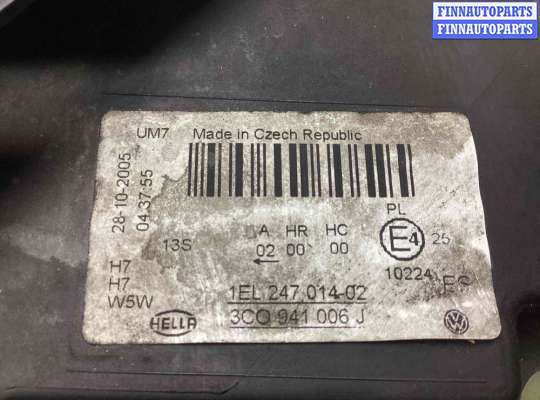 FINNAUTOPARTS
FINNAUTOPARTS
UM7 Made in Czech Republic
28-10-2005
04:37:55
PL
13S
A HR HC
02 00 00
E4 25
10224
H7
H7
W5W
1EL 247 014-02
HELLA
3C0 941 006 J
VW